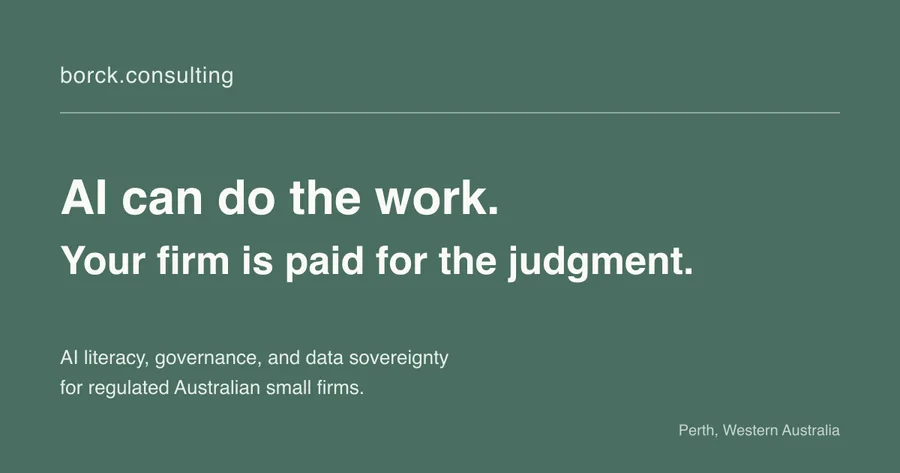 borck.consulting
AI can do the work.
Your firm is paid for the judgment.
AI literacy, governance, and data sovereignty
for regulated Australian small firms.
Perth, Western Australia